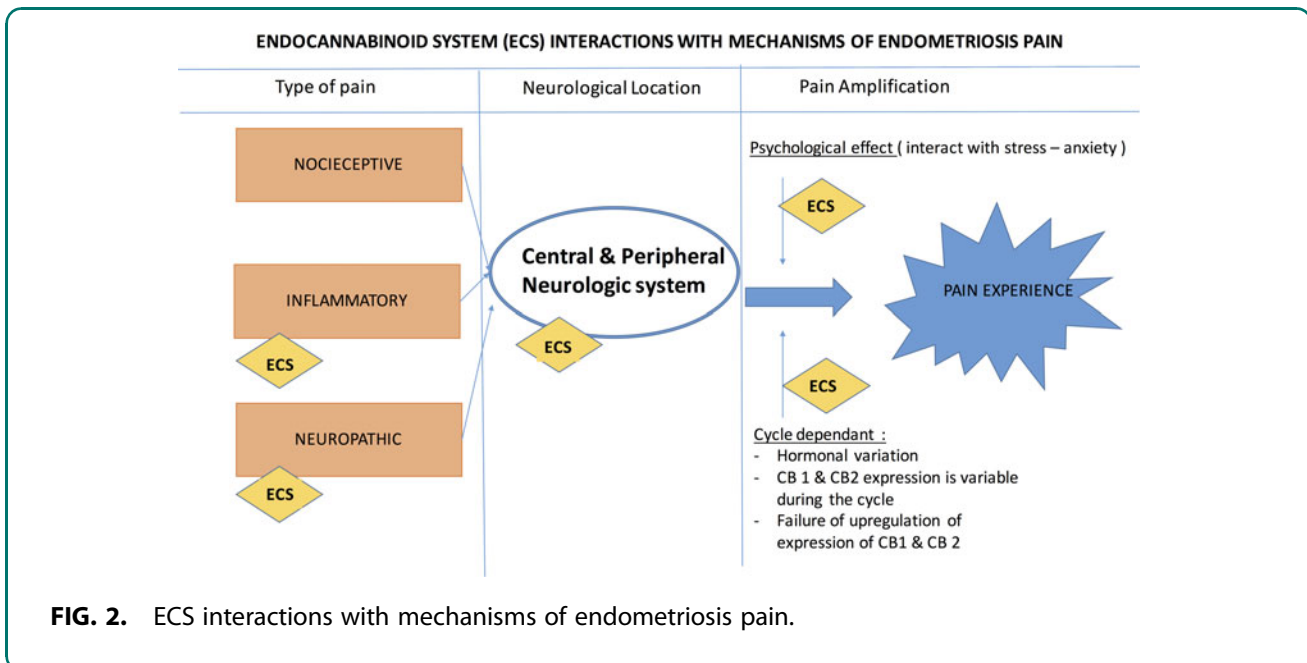 ENDOCANNABINOID SYSTEM (ECS) INTERACTIONS WITH MECHANISMS OF ENDOMETRIOSIS PAIN
Type of pain
Neurological Location
Pain Amplification
NOCIECEPTIVE
INFLAMMATORY
ECS
NEUROPATHIC
ECS
Central & Peripheral
Neurologic system
ECS
Psychological effect ( interact with stress – anxiety )
ECS
PAIN EXPERIENCE
ECS
Cycle dependant :
- Hormonal variation
- CB 1 & CB2 expression is variable
during the cycle
- Failure of upregulation of
expression of CB1 & CB 2
FIG. 2. ECS interactions with mechanisms of endometriosis pain.